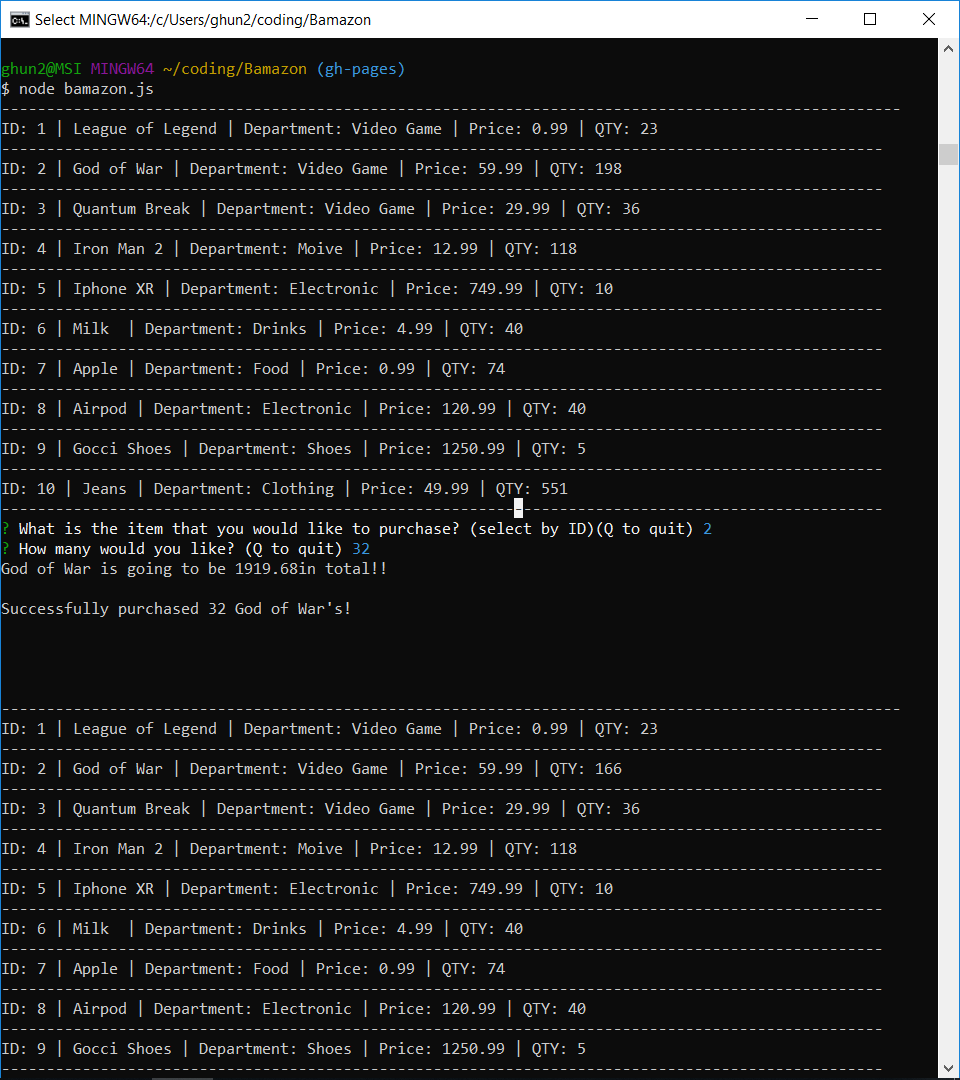 Select MINGW64:/c/Users/ghun2/coding/Bamazon
ghun2@MSI MINGW64 ~/coding/Bamazon (gh-pages)
$ node bamazon.js
----------------------------------------------------------------------------------------------------
ID: 1 | League of Legend | Department: Video Game | Price: 0.99 | QTY: 23
--------------------------------------------------------------------------------------------------
ID: 2 | God of War | Department: Video Game | Price: 59.99 | QTY: 198
--------------------------------------------------------------------------------------------------
ID: 3 | Quantum Break | Department: Video Game | Price: 29.99 | QTY: 36
--------------------------------------------------------------------------------------------------
ID: 4 | Iron Man 2 | Department: Moive | Price: 12.99 | QTY: 118
--------------------------------------------------------------------------------------------------
ID: 5 | Iphone XR | Department: Electronic | Price: 749.99 | QTY: 10
--------------------------------------------------------------------------------------------------
ID: 6 | Milk  | Department: Drinks | Price: 4.99 | QTY: 40
--------------------------------------------------------------------------------------------------
ID: 7 | Apple | Department: Food | Price: 0.99 | QTY: 74
--------------------------------------------------------------------------------------------------
ID: 8 | Airpod | Department: Electronic | Price: 120.99 | QTY: 40
--------------------------------------------------------------------------------------------------
ID: 9 | Gocci Shoes | Department: Shoes | Price: 1250.99 | QTY: 5
--------------------------------------------------------------------------------------------------
ID: 10 | Jeans | Department: Clothing | Price: 49.99 | QTY: 551
--------------------------------------------------------------------------------------------------
? What is the item that you would like to purchase? (select by ID)(Q to quit) 2
? How many would you like? (Q to quit) 32
God of War is going to be 1919.68in total!!
Successfully purchased 32 God of War's!
----------------------------------------------------------------------------------------------------
ID: 1 | League of Legend | Department: Video Game | Price: 0.99 | QTY: 23
--------------------------------------------------------------------------------------------------
ID: 2 | God of War | Department: Video Game | Price: 59.99 | QTY: 166
--------------------------------------------------------------------------------------------------
ID: 3 | Quantum Break | Department: Video Game | Price: 29.99 | QTY: 36
--------------------------------------------------------------------------------------------------
ID: 4 | Iron Man 2 | Department: Moive | Price: 12.99 | QTY: 118
--------------------------------------------------------------------------------------------------
ID: 5 | Iphone XR | Department: Electronic | Price: 749.99 | QTY: 10
--------------------------------------------------------------------------------------------------
ID: 6 | Milk  | Department: Drinks | Price: 4.99 | QTY: 40
--------------------------------------------------------------------------------------------------
ID: 7 | Apple | Department: Food | Price: 0.99 | QTY: 74
--------------------------------------------------------------------------------------------------
ID: 8 | Airpod | Department: Electronic | Price: 120.99 | QTY: 40
--------------------------------------------------------------------------------------------------
ID: 9 | Gocci Shoes | Department: Shoes | Price: 1250.99 | QTY: 5
--------------------------------------------------------------------------------------------------